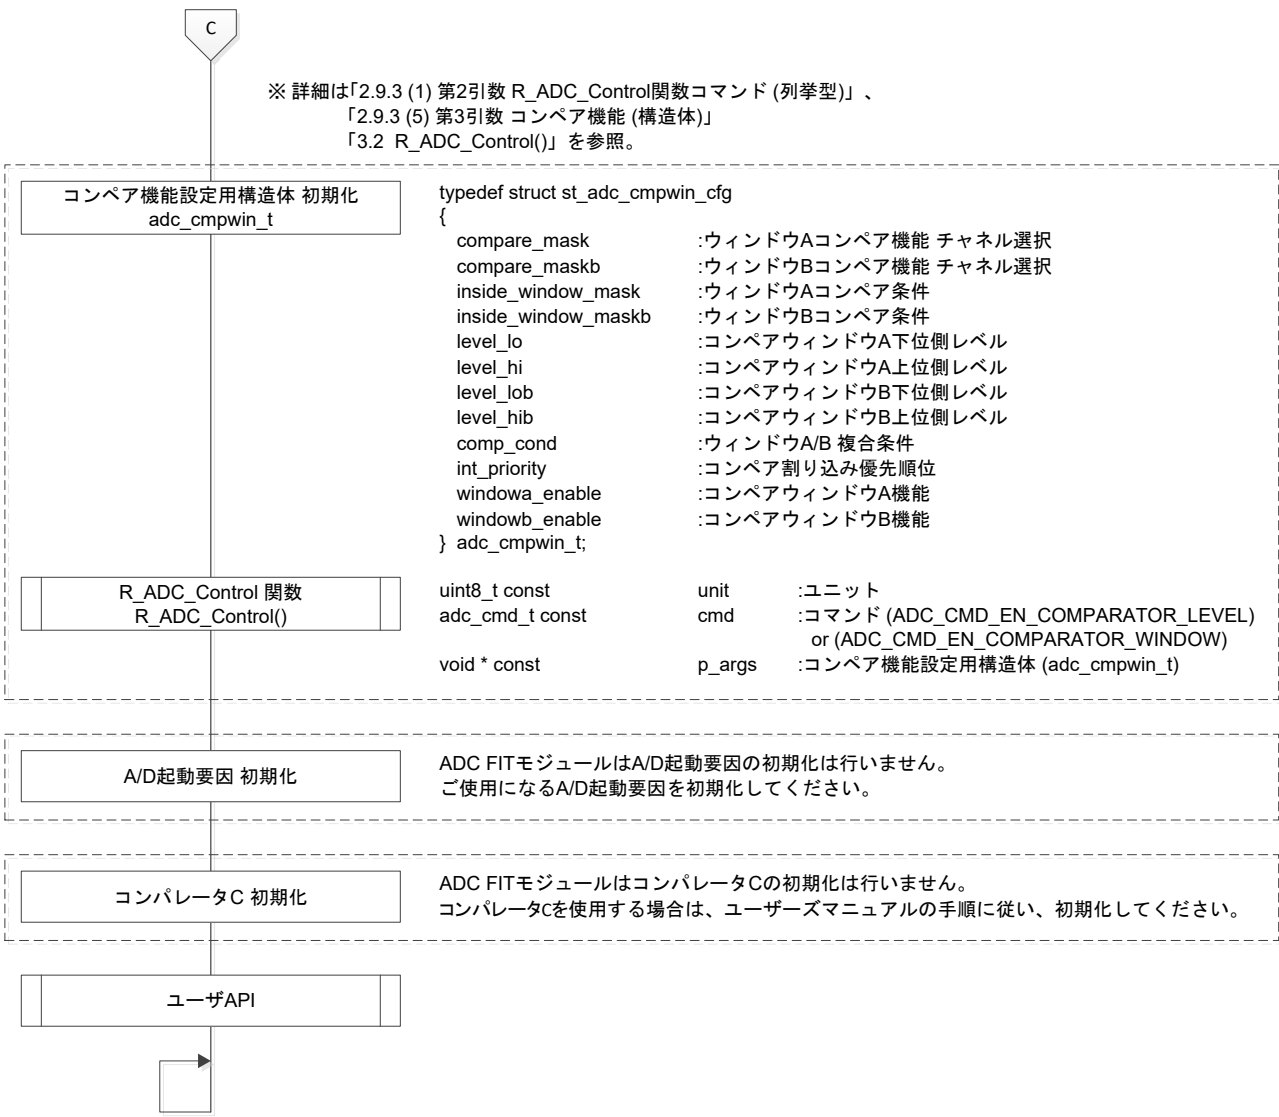 C
※ 詳細は「2.9.3 (1) 第2引数 R_ADC_Control関数コマンド (列挙型)」、
「2.9.3 (5) 第3引数 コンペア機能 (構造体)」
「3.2 R_ADC_Control()」を参照。
コンペア機能設定用構造体 初期化
adc_cmpwin_t
typedef struct st_adc_cmpwin_cfg
{
compare_mask :ウィンドウAコンペア機能 チャネル選択
compare_maskb :ウィンドウBコンペア機能 チャネル選択
inside_window_mask :ウィンドウAコンペア条件
inside_window_maskb :ウィンドウBコンペア条件
level_lo :コンペアウィンドウA下位側レベル
level_hi :コンペアウィンドウA上位側レベル
level_lob :コンペアウィンドウB下位側レベル
level_hib :コンペアウィンドウB上位側レベル
comp_cond :ウィンドウA/B 複合条件
int_priority :コンペア割り込み優先順位
windowa_enable :コンペアウィンドウA機能
windowb_enable :コンペアウィンドウB機能
} adc_cmpwin_t;
R_ADC_Control 関数
R_ADC_Control()
uint8_t const unit :ユニット
adc_cmd_t const cmd :コマンド (ADC_CMD_EN_COMPARATOR_LEVEL)
or (ADC_CMD_EN_COMPARATOR_WINDOW)
void * const p_args :コンペア機能設定用構造体 (adc_cmpwin_t)
A/D起動要因 初期化
ADC FITモジュールはA/D起動要因の初期化は行いません。
ご使用になるA/D起動要因を初期化してください。
コンパレータC 初期化
ADC FITモジュールはコンパレータCの初期化は行いません。
コンパレータCを使用する場合は、ユーザーズマニュアルの手順に従い、初期化してください。
ユーザAPI